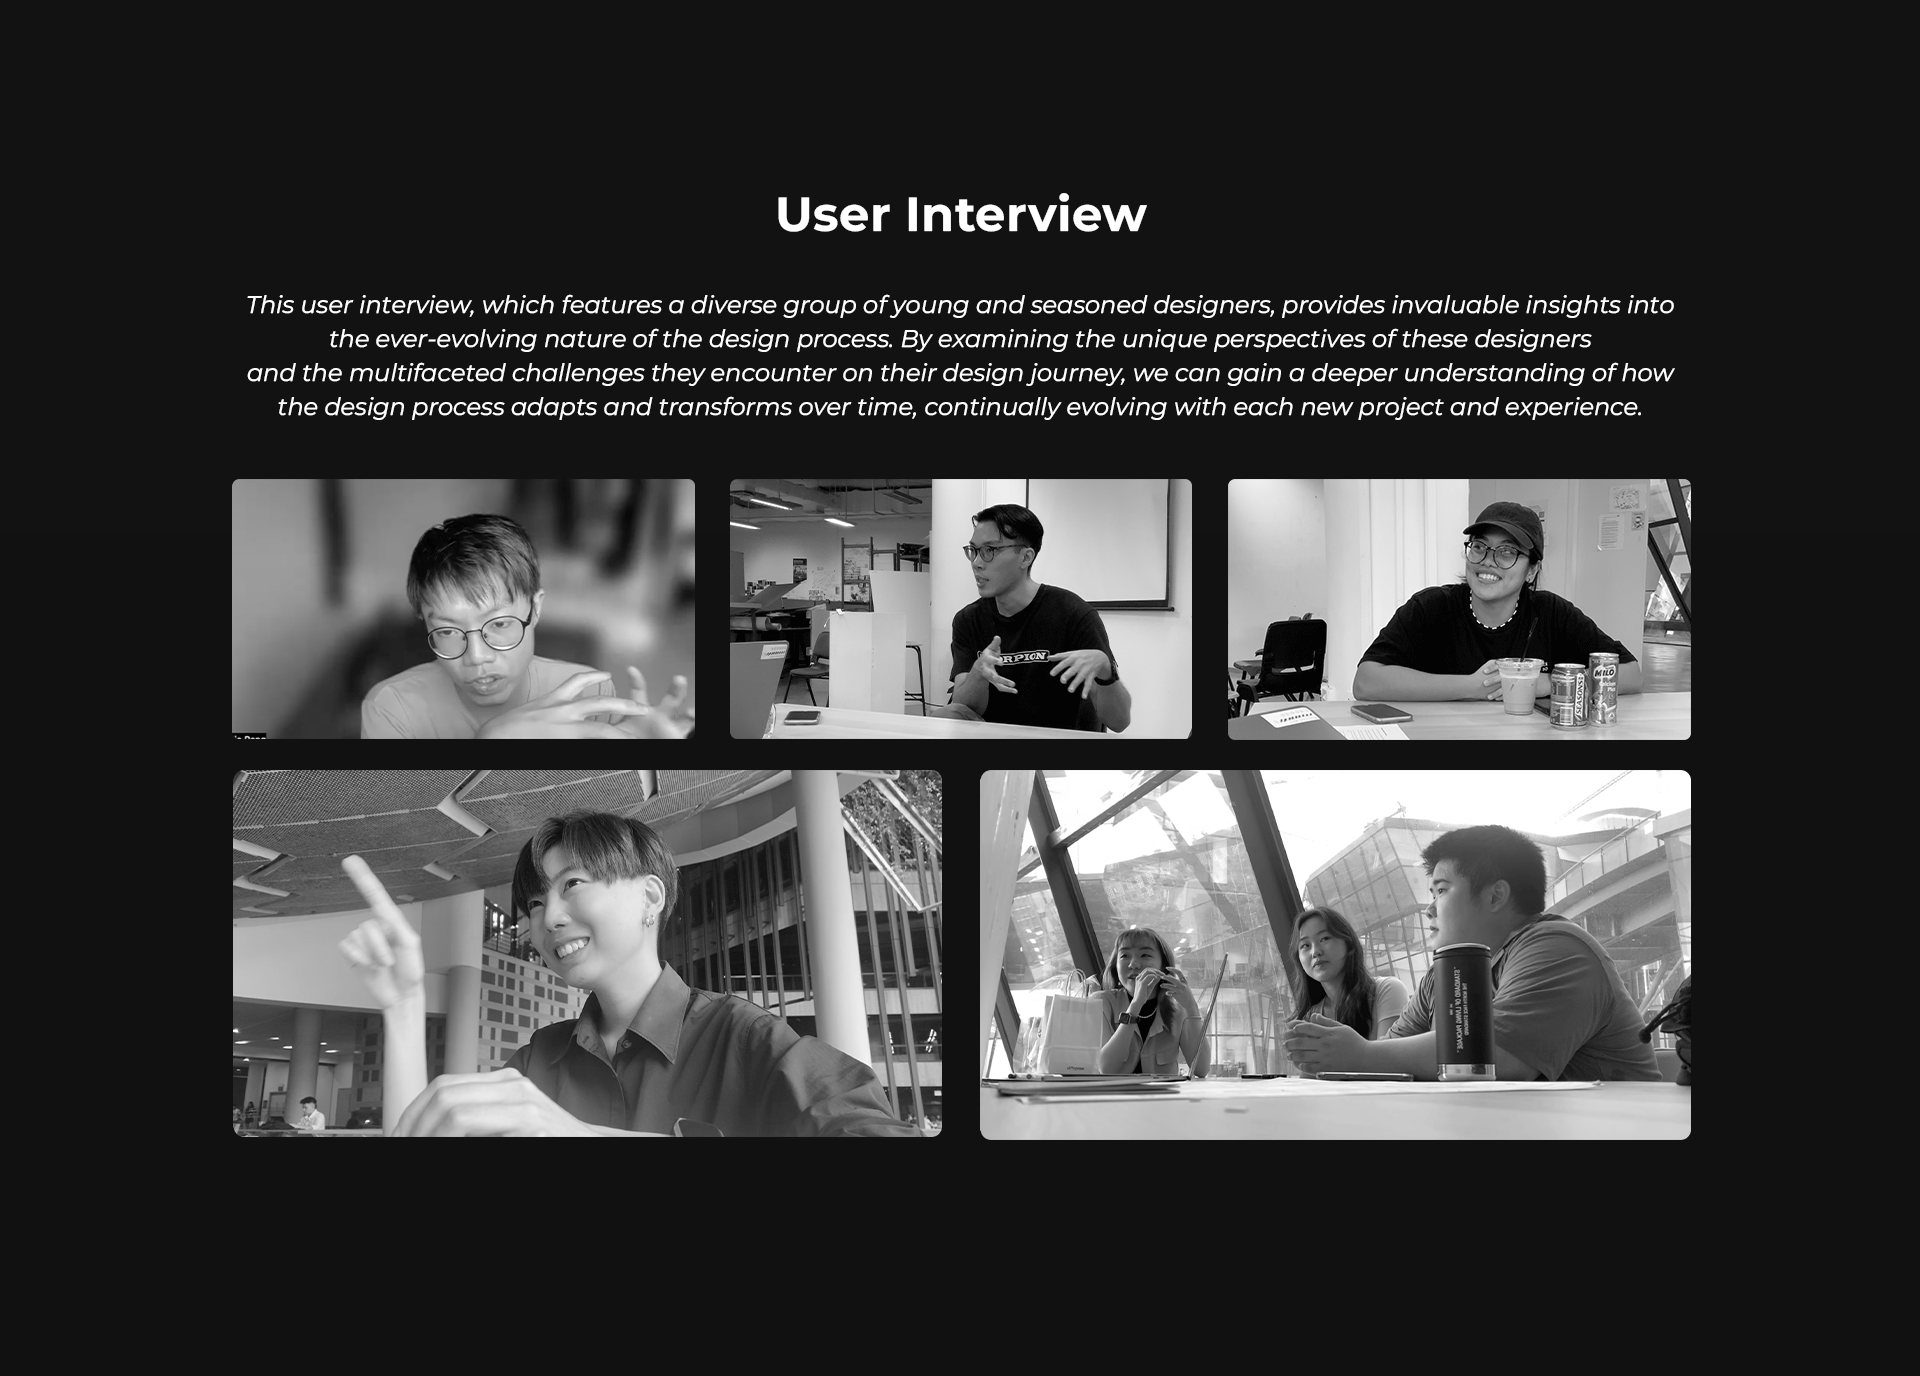 User Interview
This user interview, which features a diverse group of young and seasoned designers, provides invaluable insights into
the ever-evolving nature of the design process. By examining the unique perspectives of these designers
and the multifaceted challenges they encounter on their design journey, we can gain a deeper understanding of how
the design process adapts and transforms over time, continually evolving with each new project and experience.
RPION
SEASONS
MILO